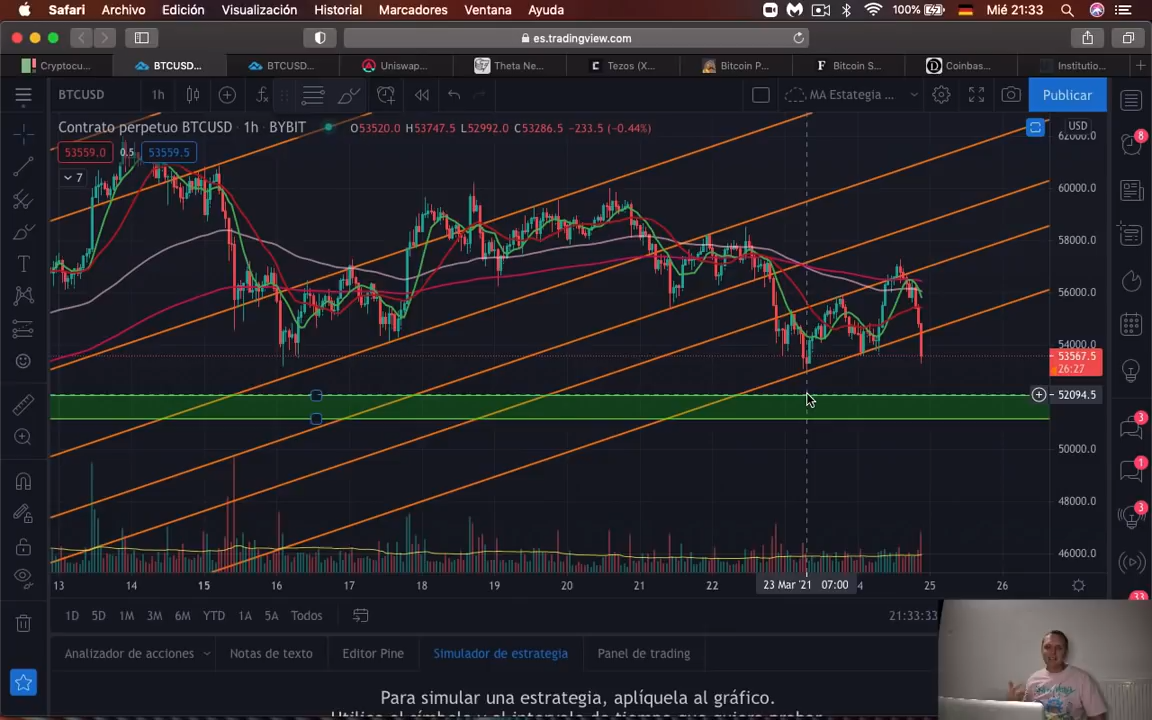 Safari Archivo Edición Visualización Historial Marcadores Ventana Ayuda 100% Mié 21:33
es.tradingview.com
Cryptocu... BTCUSD... BTCUSD... Uniswap... Theta Ne... Tezos (X... Bitcoin P... Bitcoin S... Coinbas... Institutio...
BTCUSD 1h MA Estategia ... Publicar
Contrato perpetuo BTCUSD · 1h · BYBIT O53520.0 H53747.5 L52992.0 C53286.5 −233.5 (−0.44%) USD
62000.0
53559.0 0.5 53559.5
7
60000.0
58000.0
56000.0
54000.0
53567.5
26:27
52094.5
50000.0
48000.0
46000.0
13 14 15 16 17 18 19 20 21 22 23 Mar '21 07:00 4 25 26
1D 5D 1M 3M 6M YTD 1A 5A Todos 21:33:33
Analizador de acciones Notas de texto Editor Pine Simulador de estrategia Panel de trading
Para simular una estrategia, aplíquela al gráfico.
8
3
1
3
33